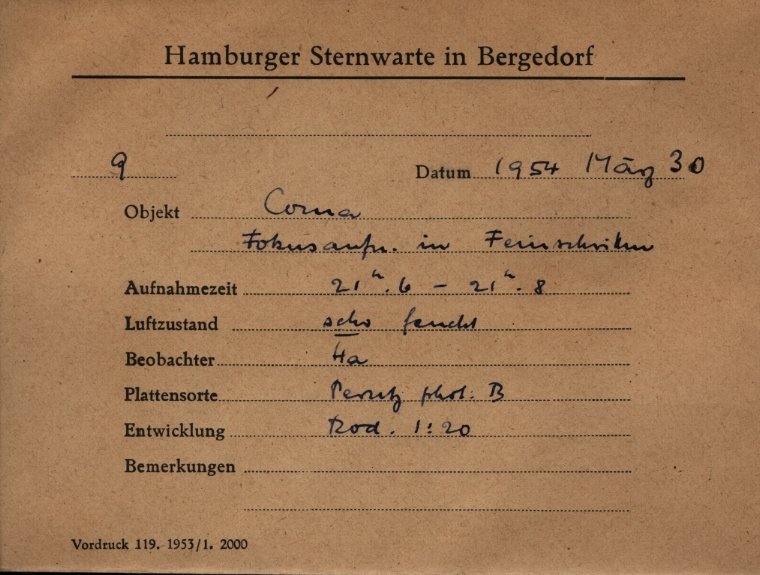 Hamburger Sternwarte in Bergedorf
9 Datum 1954 März 30
Objekt Coma
Fokusaufn. in Feinschritten
Aufnahmezeit 21ʰ.6 – 21ʰ.8
Luftzustand sehr feucht
Beobachter Ha
Plattensorte Perutz phot. B
Entwicklung Rod. 1:20
Bemerkungen
Vordruck 119. 1953/1. 2000